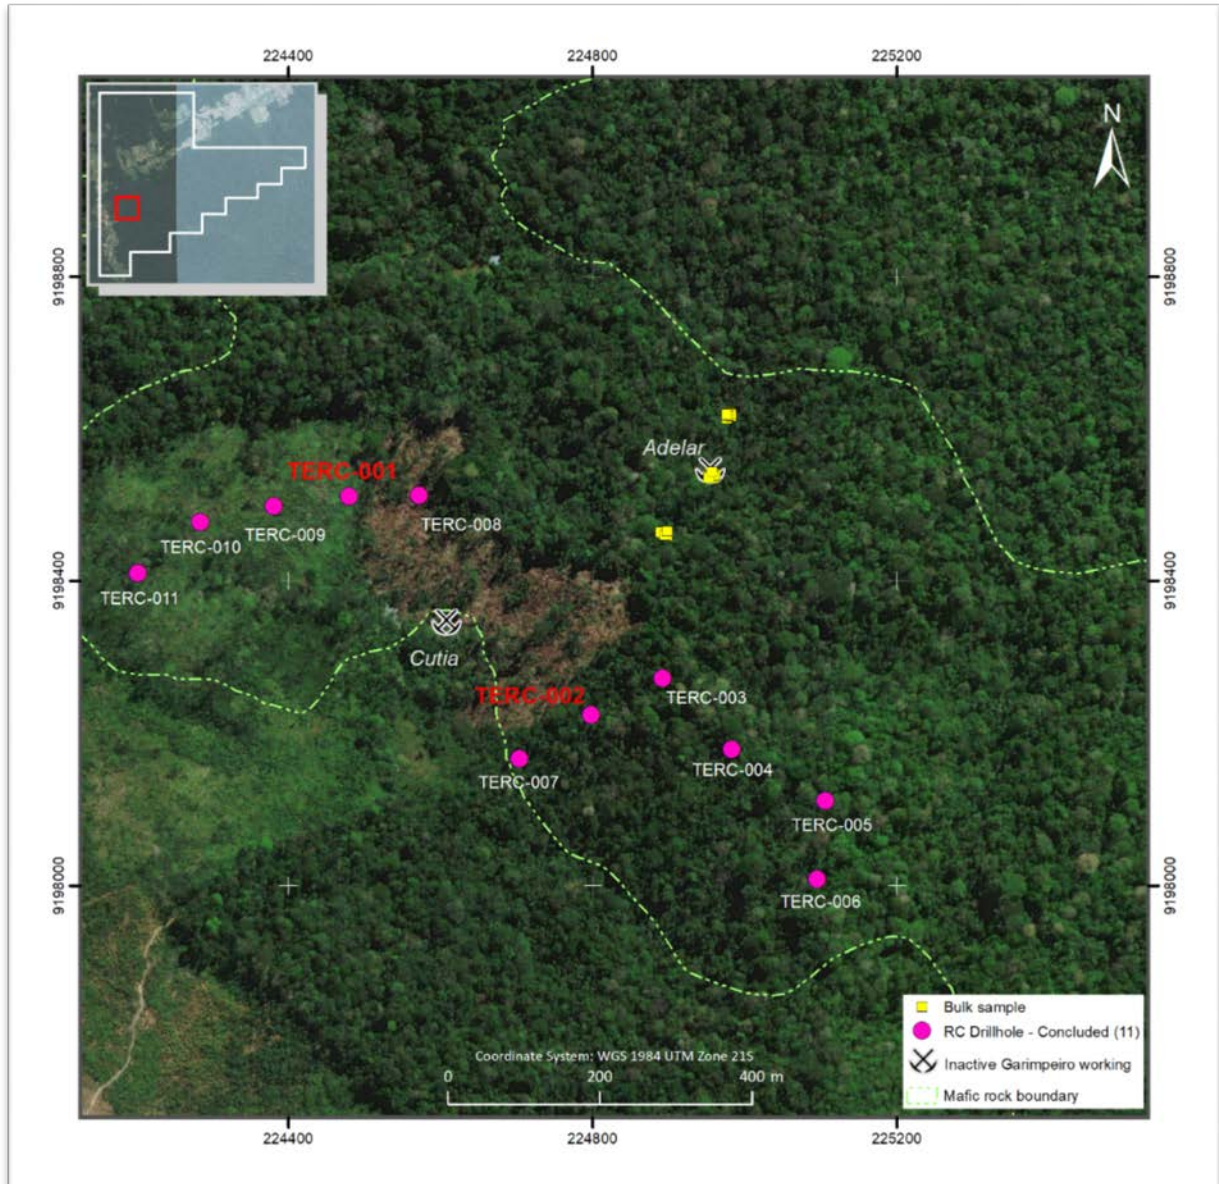 224400
224800
225200
N
9198800
9198800
Adelar
TERC-001
TERC-008
TERC-009
TERC-010
TERC-011
9198400
9198400
Cutia
TERC-002
TERC-003
TERC-004
TERC-007
TERC-005
TERC-006
9198000
9198000
Bulk sample
RC Drillhole - Concluded (11)
Inactive Garimpeiro working
Mafic rock boundary
Coordinate System: WGS 1984 UTM Zone 21S
0 200 400 m
224400
224800
225200